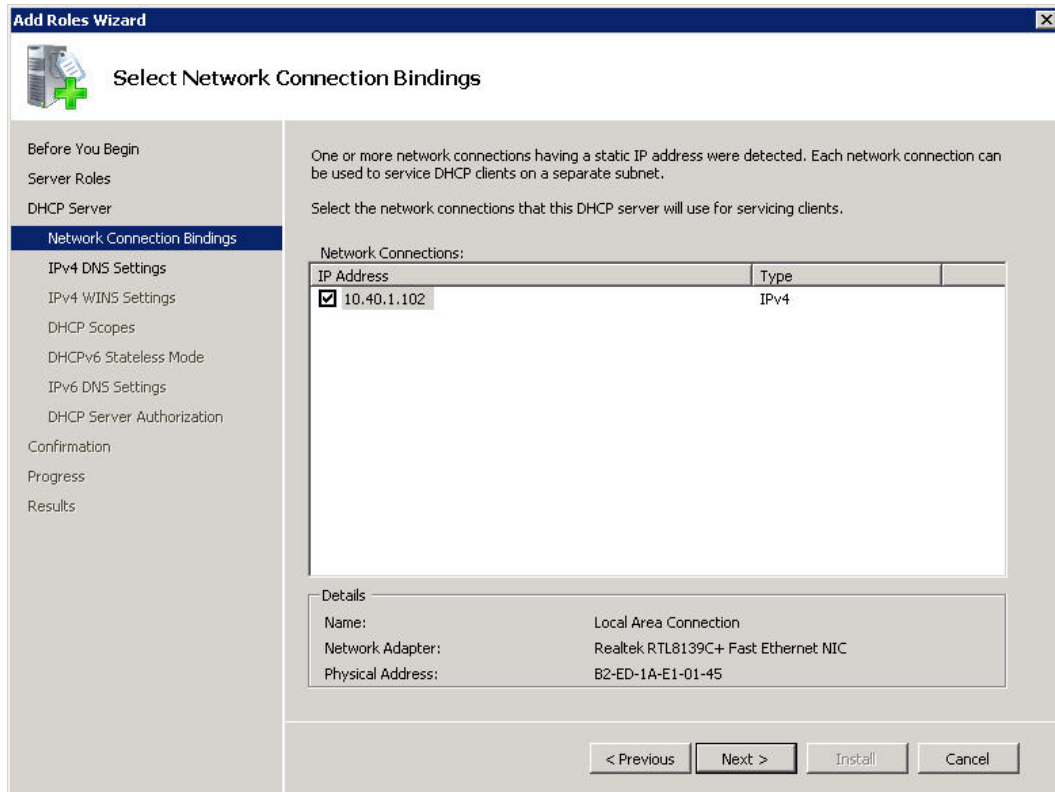 Add Roles Wizard
Select Network Connection Bindings
Before You Begin
Server Roles
DHCP Server
Network Connection Bindings
IPv4 DNS Settings
IPv4 WINS Settings
DHCP Scopes
DHCPv6 Stateless Mode
IPv6 DNS Settings
DHCP Server Authorization
Confirmation
Progress
Results
One or more network connections having a static IP address were detected. Each network connection can
be used to service DHCP clients on a separate subnet.
Select the network connections that this DHCP server will use for servicing clients.
Network Connections:
IP Address Type
10.40.1.102 IPv4
Details
Name: Local Area Connection
Network Adapter: Realtek RTL8139C+ Fast Ethernet NIC
Physical Address: B2-ED-1A-E1-01-45
< Previous Next > Install Cancel